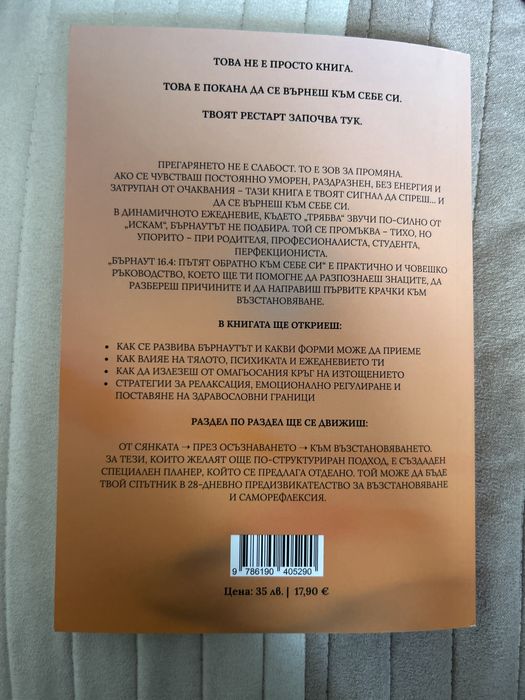 ТОВА НЕ Е ПРОСТО КНИГА.
ТОВА Е ПОКАНА ДА СЕ ВЪРНЕШ КЪМ СЕБЕ СИ.
ТВОЯТ РЕСТАРТ ЗАПОЧВА ТУК.
ПРЕГАРЯНЕТО НЕ Е СЛАБОСТ. ТО Е ЗОВ ЗА ПРОМЯНА.
АКО СЕ ЧУВСТВАШ ПОСТОЯННО УМОРЕН, РАЗДРАЗНЕН, БЕЗ ЕНЕРГИЯ И
ЗАТРУПАН ОТ ОЧАКВАНИЯ – ТАЗИ КНИГА Е ТВОЯТ СИГНАЛ ДА СПРЕШ... И
ДА СЕ ВЪРНЕШ КЪМ СЕБЕ СИ.
В ДИНАМИЧНОТО ЕЖЕДНЕВИЕ, КЪДЕТО „ТРЯБВА“ ЗВУЧИ ПО-СИЛНО ОТ
„ИСКАМ“, БЪРНАУТЪТ НЕ ПОДБИРА. ТОЙ СЕ ПРОМЪКВА – ТИХО, НО
УПОРИТО – ПРИ РОДИТЕЛЯ, ПРОФЕСИОНАЛИСТА, СТУДЕНТА,
ПЕРФЕКЦИОНИСТА.
„БЪРНАУТ 16.4: ПЪТЯТ ОБРАТНО КЪМ СЕБЕ СИ“ Е ПРАКТИЧНО И ЧОВЕШКО
РЪКОВОДСТВО, КОЕТО ЩЕ ТИ ПОМОГНЕ ДА РАЗПОЗНАЕШ ЗНАЦИТЕ, ДА
РАЗБЕРЕШ ПРИЧИНИТЕ И ДА НАПРАВИШ ПЪРВИТЕ КРАЧКИ КЪМ
ВЪЗСТАНОВЯВАНЕ.
В КНИГАТА ЩЕ ОТКРИЕШ:
• КАК СЕ РАЗВИВА БЪРНАУТЪТ И КАКВИ ФОРМИ МОЖЕ ДА ПРИЕМЕ
• КАК ВЛИЯЕ НА ТЯЛОТО, ПСИХИКАТА И ЕЖЕДНЕВИЕТО ТИ
• КАК ДА ИЗЛЕЗЕШ ОТ ОМАГЬОСАНИЯ КРЪГ НА ИЗТОЩЕНИЕТО
• СТРАТЕГИИ ЗА РЕЛАКСАЦИЯ, ЕМОЦИОНАЛНО РЕГУЛИРАНЕ И
ПОСТАВЯНЕ НА ЗДРАВОСЛОВНИ ГРАНИЦИ
РАЗДЕЛ ПО РАЗДЕЛ ЩЕ СЕ ДВИЖИШ:
ОТ СЯНКАТА → ПРЕЗ ОСЪЗНАВАНЕТО → КЪМ ВЪЗСТАНОВЯВАНЕТО.
ЗА ТЕЗИ, КОИТО ЖЕЛАЯТ ОЩЕ ПО-СТРУКТУРИРАН ПОДХОД, Е СЪЗДАДЕН
СПЕЦИАЛЕН ПЛАНЕР, КОЙТО СЕ ПРЕДЛАГА ОТДЕЛНО. ТОЙ МОЖЕ ДА БЪДЕ
ТВОЙ СПЪТНИК В 28-ДНЕВНО ПРЕДИЗВИКАТЕЛСТВО ЗА ВЪЗСТАНОВЯВАНЕ
И САМОРЕФЛЕКСИЯ.
9 786190 405290
Цена: 35 лв. | 17,90 €